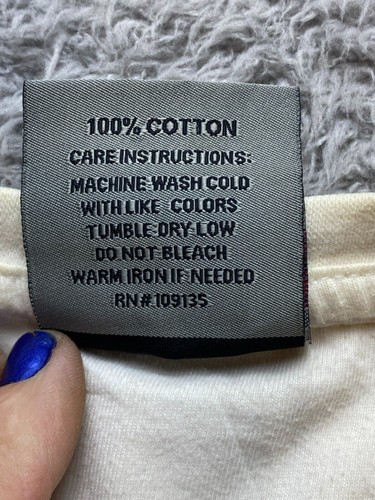 100% COTTON
CARE INSTRUCTIONS:
MACHINE WASH COLD
WITH LIKE COLORS
TUMBLE DRY LOW
DO NOT BLEACH
WARM IRON IF NEEDED
RN # 109135